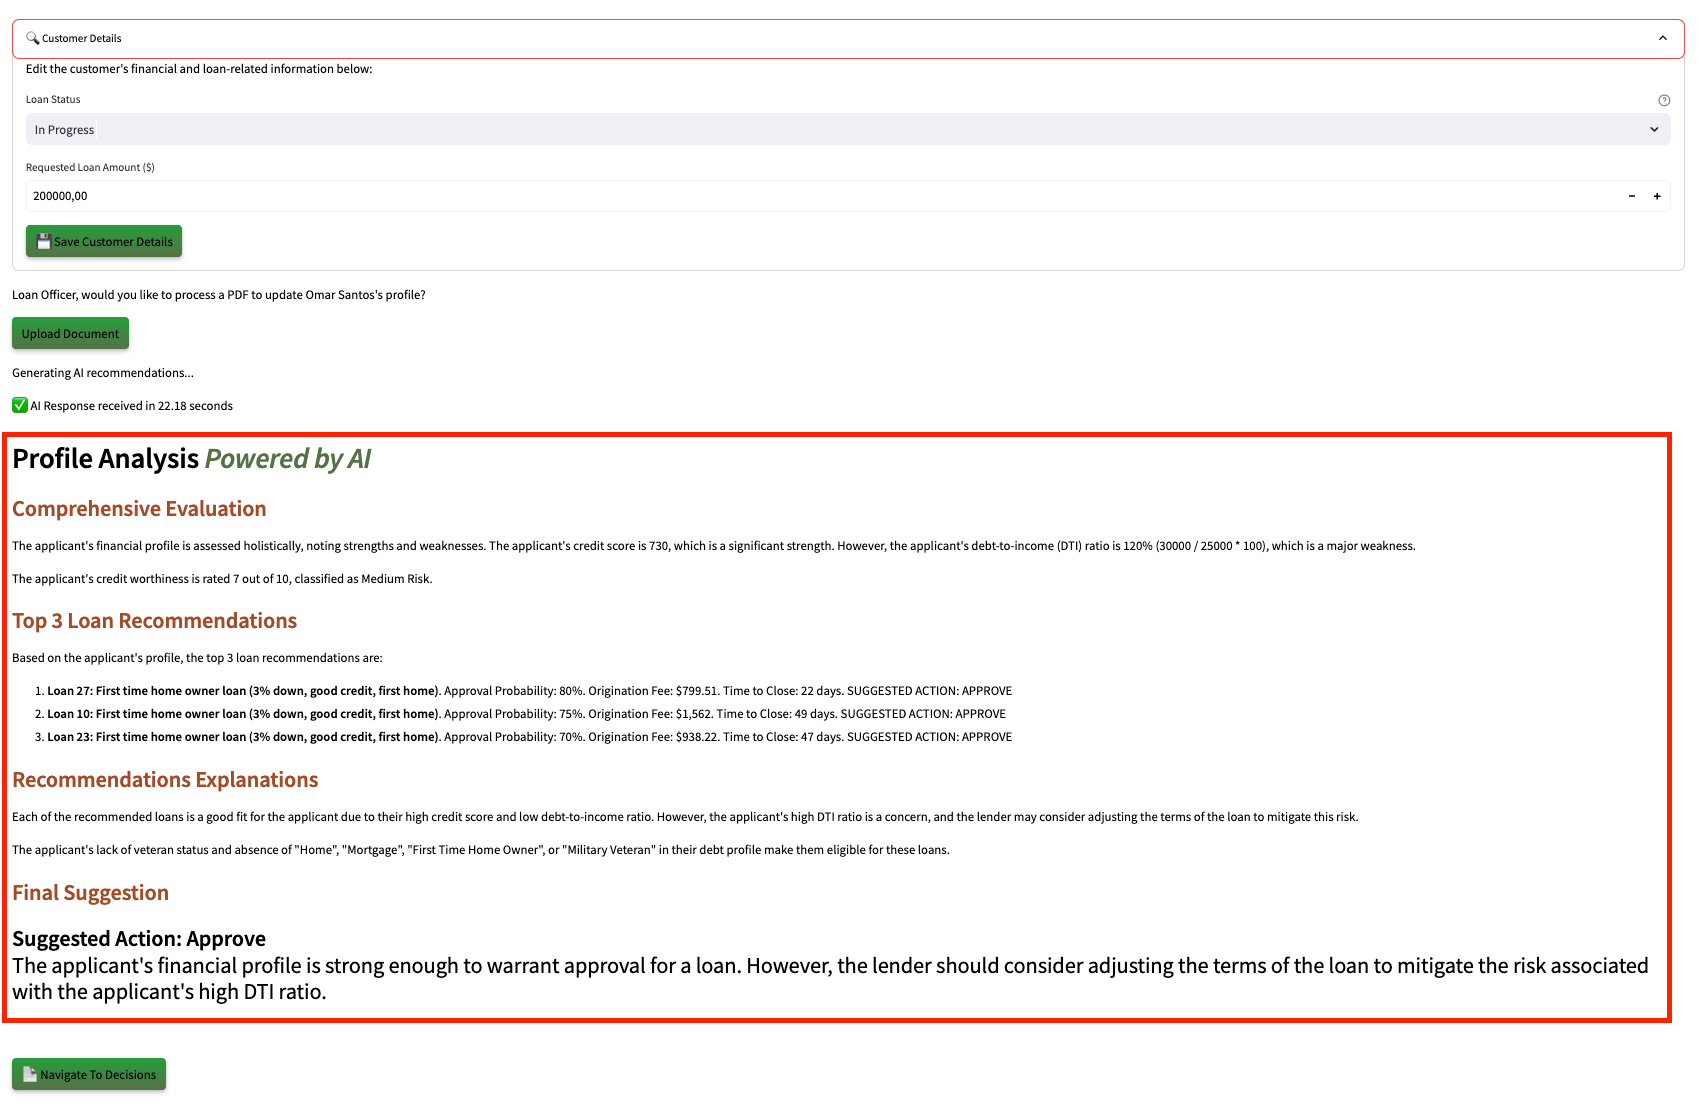 🔍 Customer Details
Edit the customer's financial and loan-related information below:
Loan Status
In Progress
Requested Loan Amount ($)
200000,00
− +
💾 Save Customer Details
Loan Officer, would you like to process a PDF to update Omar Santos's profile?
Upload Document
Generating AI recommendations...
✅ AI Response received in 22.18 seconds
Profile Analysis Powered by AI
Comprehensive Evaluation
The applicant's financial profile is assessed holistically, noting strengths and weaknesses. The applicant's credit score is 730, which is a significant strength. However, the applicant's debt-to-income (DTI) ratio is 120% (30000 / 25000 * 100), which is a major weakness.
The applicant's credit worthiness is rated 7 out of 10, classified as Medium Risk.
Top 3 Loan Recommendations
Based on the applicant's profile, the top 3 loan recommendations are:
1. Loan 27: First time home owner loan (3% down, good credit, first home). Approval Probability: 80%. Origination Fee: $799.51. Time to Close: 22 days. SUGGESTED ACTION: APPROVE
2. Loan 10: First time home owner loan (3% down, good credit, first home). Approval Probability: 75%. Origination Fee: $1,562. Time to Close: 49 days. SUGGESTED ACTION: APPROVE
3. Loan 23: First time home owner loan (3% down, good credit, first home). Approval Probability: 70%. Origination Fee: $938.22. Time to Close: 47 days. SUGGESTED ACTION: APPROVE
Recommendations Explanations
Each of the recommended loans is a good fit for the applicant due to their high credit score and low debt-to-income ratio. However, the applicant's high DTI ratio is a concern, and the lender may consider adjusting the terms of the loan to mitigate this risk.
The applicant's lack of veteran status and absence of "Home", "Mortgage", "First Time Home Owner", or "Military Veteran" in their debt profile make them eligible for these loans.
Final Suggestion
Suggested Action: Approve
The applicant's financial profile is strong enough to warrant approval for a loan. However, the lender should consider adjusting the terms of the loan to mitigate the risk associated
with the applicant's high DTI ratio.
📄 Navigate To Decisions